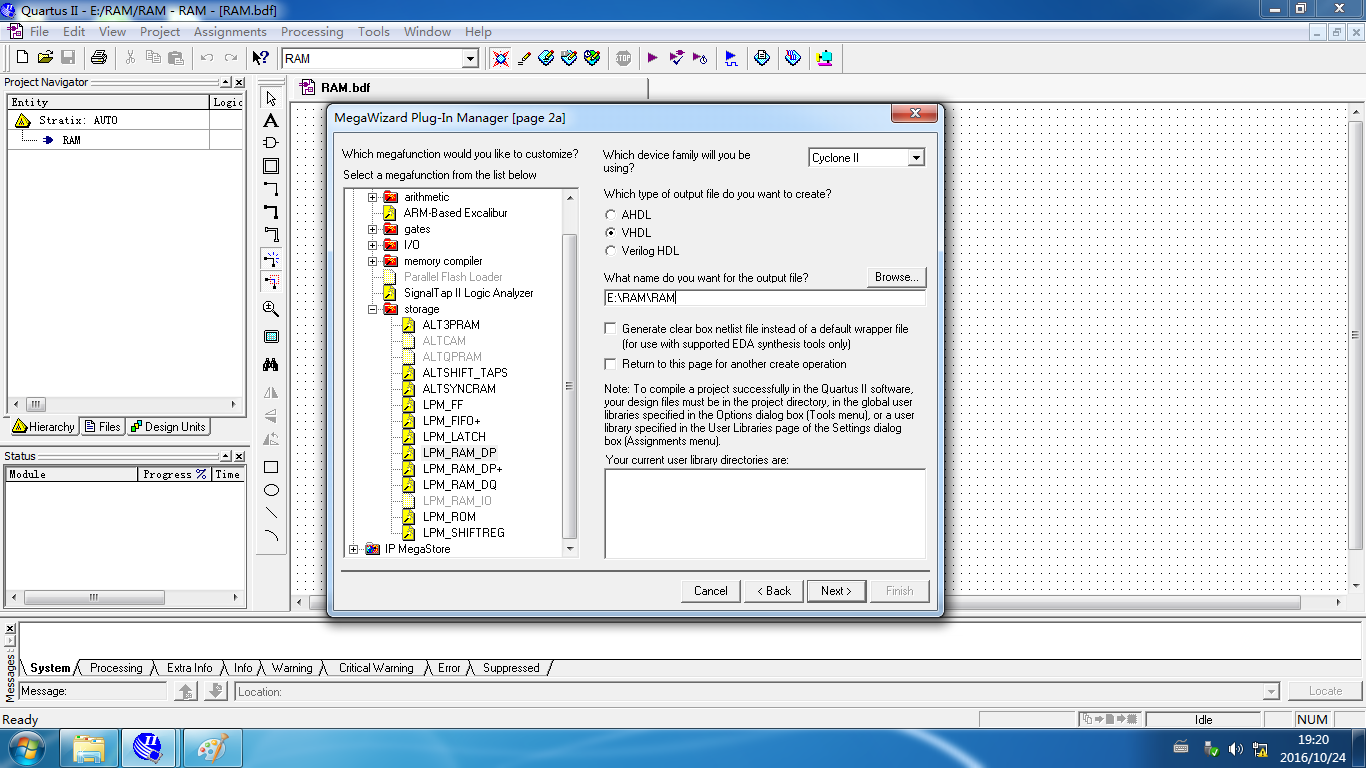 Quartus II - E:/RAM/RAM - RAM - [RAM.bdf]
File Edit View Project Assignments Processing Tools Window Help
RAM
STOP
Project Navigator
Entity Logic
Stratix: AUTO
RAM
Hierarchy Files Design Units
Status
Module Progress % Time
RAM.bdf
MegaWizard Plug-In Manager [page 2a]
Which megafunction would you like to customize?
Select a megafunction from the list below
arithmetic
ARM-Based Excalibur
gates
I/O
memory compiler
Parallel Flash Loader
SignalTap II Logic Analyzer
storage
ALT3PRAM
ALTCAM
ALTQPRAM
ALTSHIFT_TAPS
ALTSYNCRAM
LPM_FF
LPM_FIFO+
LPM_LATCH
LPM_RAM_DP
LPM_RAM_DP+
LPM_RAM_DQ
LPM_RAM_IO
LPM_ROM
LPM_SHIFTREG
IP MegaStore
Which device family will you be
using?
Cyclone II
Which type of output file do you want to create?
AHDL
VHDL
Verilog HDL
What name do you want for the output file?
Browse...
E:\RAM\RAM
Generate clear box netlist file instead of a default wrapper file
(for use with supported EDA synthesis tools only)
Return to this page for another create operation
Note: To compile a project successfully in the Quartus II software,
your design files must be in the project directory, in the global user
libraries specified in the Options dialog box (Tools menu), or a user
library specified in the User Libraries page of the Settings dialog
box (Assignments menu).
Your current user library directories are:
Cancel < Back Next > Finish
Messages
System Processing Extra Info Info Warning Critical Warning Error Suppressed
Message: Location: Locate
Ready Idle NUM
19:20
2016/10/24